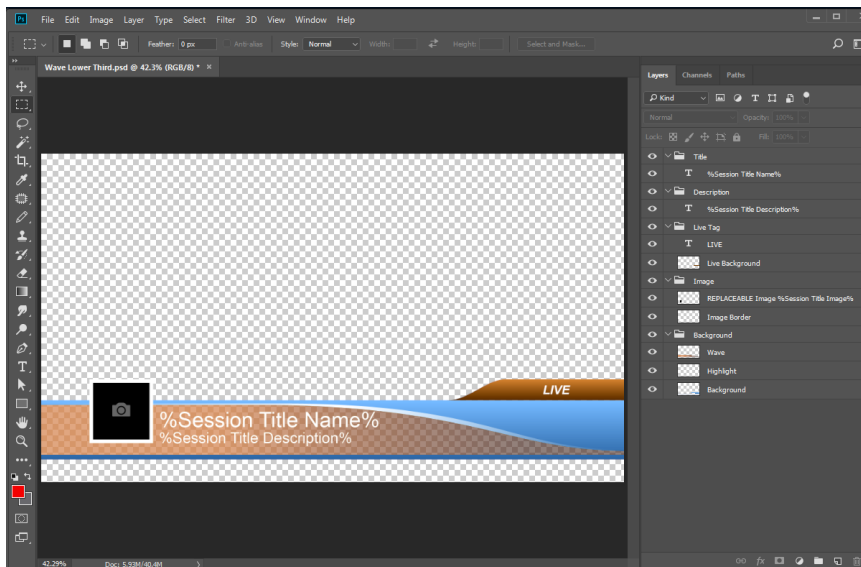 Ps File Edit Image Layer Type Select Filter 3D View Window Help
Feather: 0 px Anti-alias Style: Normal Width: Height: Select and Mask...
Wave Lower Third.psd @ 42.3% (RGB/8) * ×
Layers Channels Paths
Kind
Normal Opacity: 100%
Lock: Fill: 100%
Title
T %Session Title Name%
Description
T %Session Title Description%
Live Tag
T LIVE
Live Background
Image
REPLACEABLE Image %Session Title Image%
Image Border
Background
Wave
Highlight
Background
LIVE
%Session Title Name%
%Session Title Description%
42.29% Doc: 5.93M/40.4M
fx